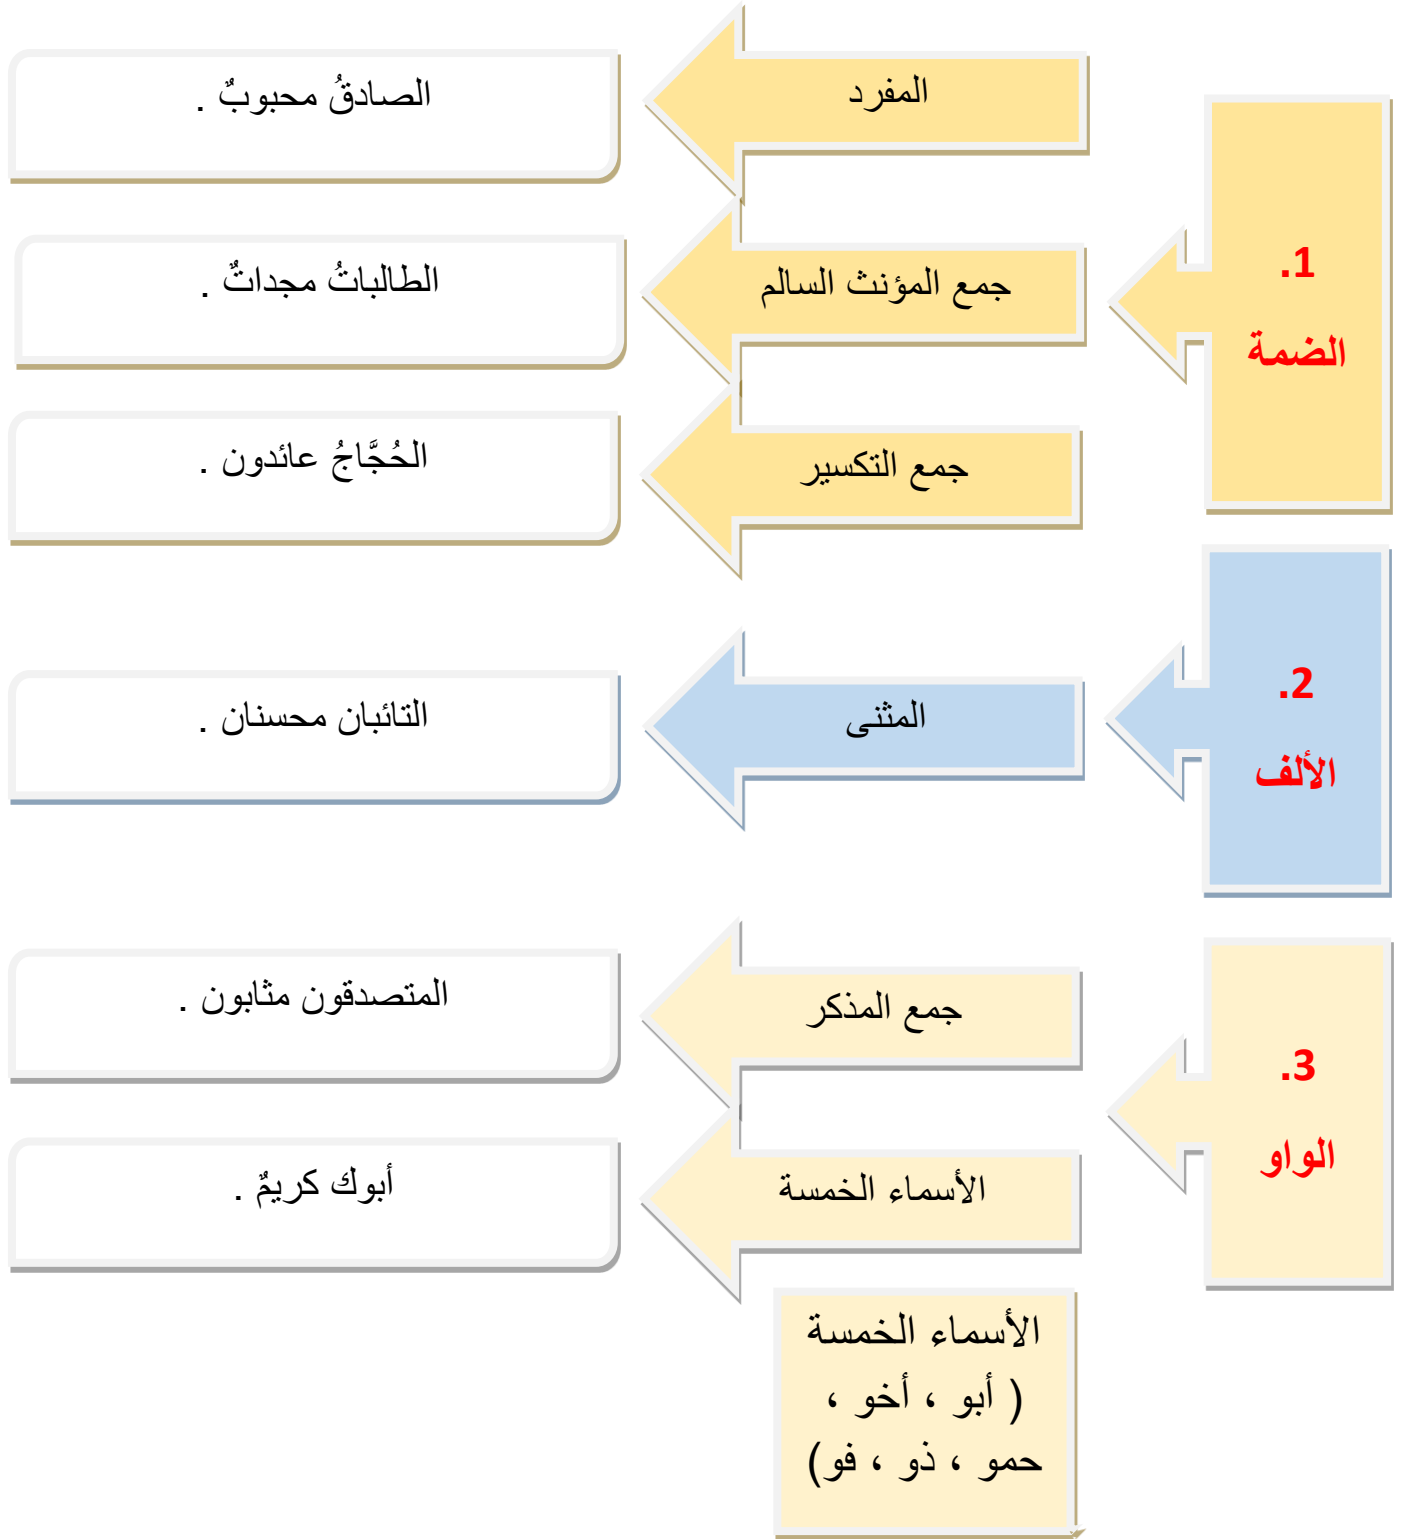 1.
الضمة
المفرد
الصادقُ محبوبٌ .
جمع المؤنث السالم
الطالباتُ مجداتٌ .
جمع التكسير
الحُجَّاجُ عائدون .
2.
الألف
المثنى
التائبان محسنان .
3.
الواو
جمع المذكر
المتصدقون مثابون .
الأسماء الخمسة
أبوك كريمٌ .
الأسماء الخمسة
( أبو ، أخو ،
حمو ، ذو ، فو)